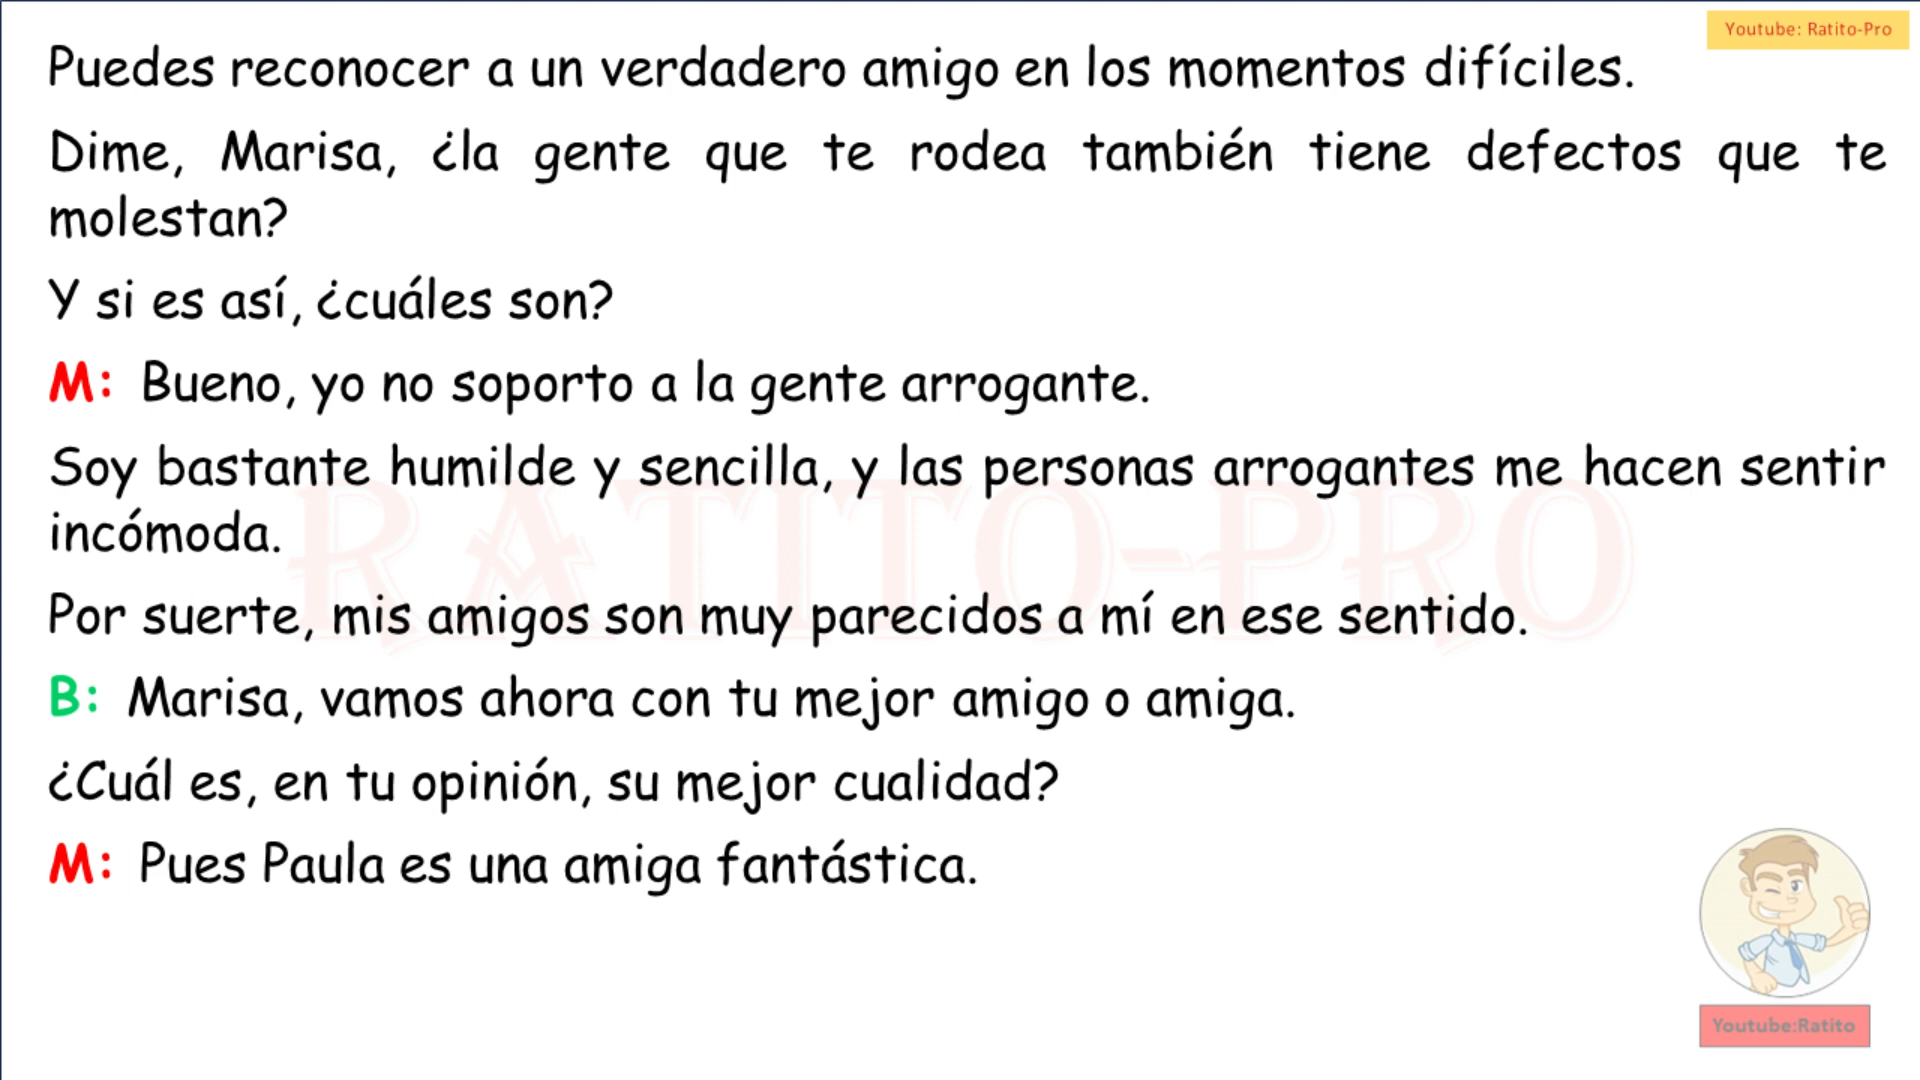 Youtube: Ratito-Pro
Puedes reconocer a un verdadero amigo en los momentos difíciles.
Dime, Marisa, ¿la gente que te rodea también tiene defectos que te
molestan?
Y si es así, ¿cuáles son?
M: Bueno, yo no soporto a la gente arrogante.
Soy bastante humilde y sencilla, y las personas arrogantes me hacen sentir
incómoda.
RATITO-PRO
Por suerte, mis amigos son muy parecidos a mí en ese sentido.
B: Marisa, vamos ahora con tu mejor amigo o amiga.
¿Cuál es, en tu opinión, su mejor cualidad?
M: Pues Paula es una amiga fantástica.
Youtube:Ratito